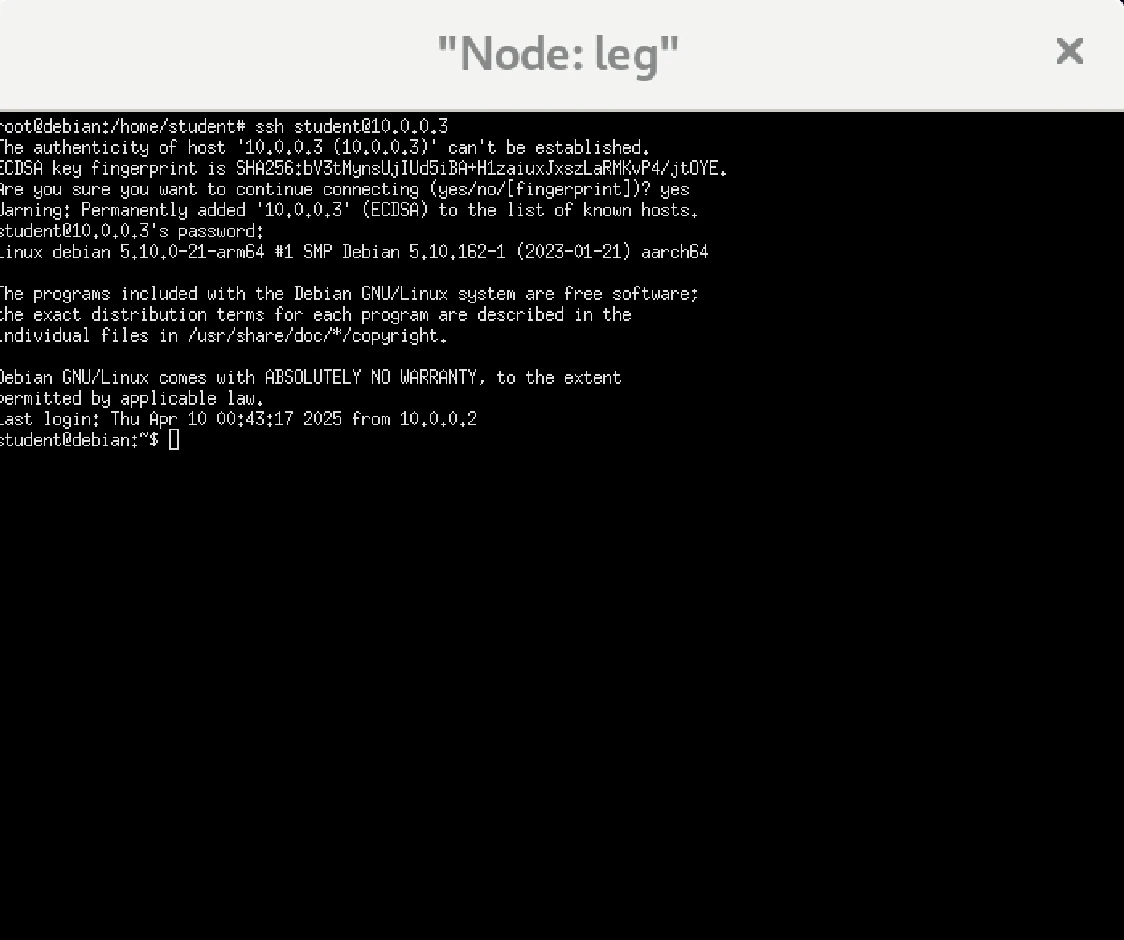 "Node: leg"
root@debian:/home/student# ssh student@10.0.0.3
The authenticity of host '10.0.0.3 (10.0.0.3)' can't be established.
ECDSA key fingerprint is SHA256:bV3tMynsUjIUd5iBA+H1zaiuxJxszLaRMKvP4/jtOYE.
Are you sure you want to continue connecting (yes/no/[fingerprint])? yes
Warning: Permanently added '10.0.0.3' (ECDSA) to the list of known hosts.
student@10.0.0.3's password:
Linux debian 5.10.0-21-arm64 #1 SMP Debian 5.10.162-1 (2023-01-21) aarch64
The programs included with the Debian GNU/Linux system are free software;
the exact distribution terms for each program are described in the
individual files in /usr/share/doc/*/copyright.
Debian GNU/Linux comes with ABSOLUTELY NO WARRANTY, to the extent
permitted by applicable law.
Last login: Thu Apr 10 00:43:17 2025 from 10.0.0.2
student@debian:~$